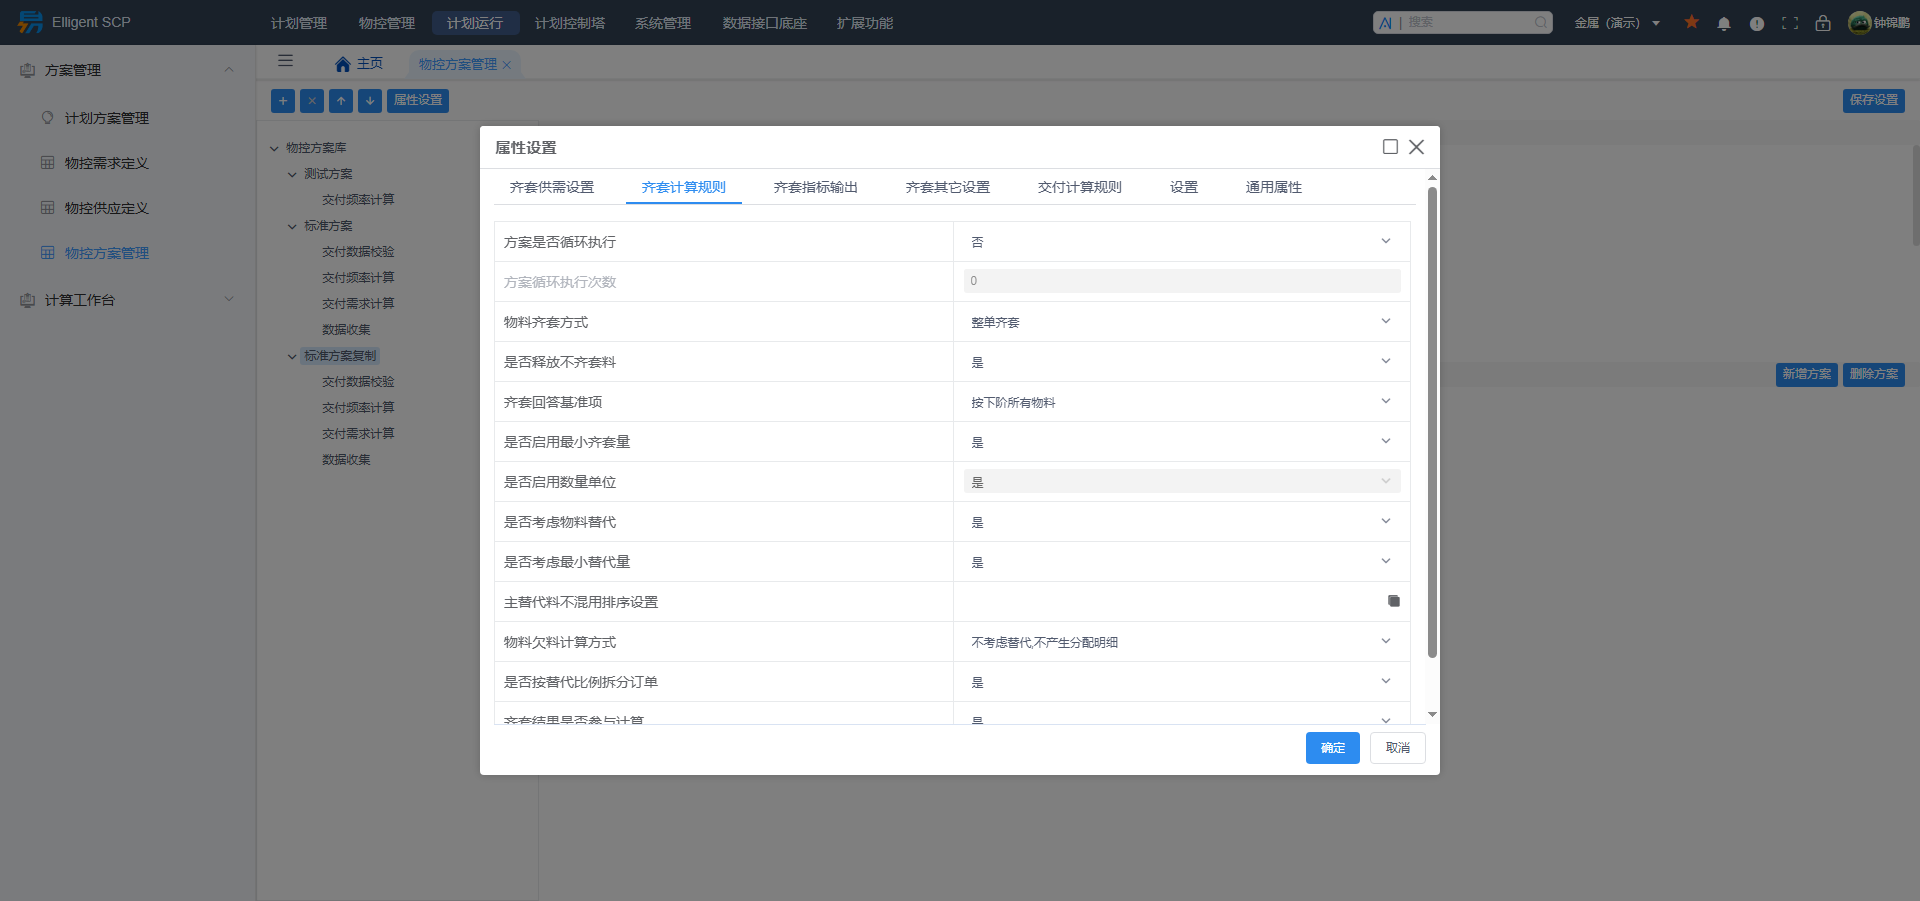 Elligent SCP
计划管理
物控管理
计划运行
计划控制塔
系统管理
数据接口底座
扩展功能
AI | 搜索
金属（演示）
钟锦鹏
方案管理
计划方案管理
物控需求定义
物控供应定义
物控方案管理
计算工作台
主页
物控方案管理
属性设置
保存设置
物控方案库
测试方案
交付频率计算
标准方案
交付数据校验
交付频率计算
交付需求计算
数据收集
标准方案复制
交付数据校验
交付频率计算
交付需求计算
数据收集
新增方案
删除方案
属性设置
齐套供需设置
齐套计算规则
齐套指标输出
齐套其它设置
交付计算规则
设置
通用属性
方案是否循环执行 否
方案循环执行次数 0
物料齐套方式 整单齐套
是否释放不齐套料 是
齐套回答基准项 按下阶所有物料
是否启用最小齐套量 是
是否启用数量单位 是
是否考虑物料替代 是
是否考虑最小替代量 是
主替代料不混用排序设置
物料欠料计算方式 不考虑替代,不产生分配明细
是否按替代比例拆分订单 是
齐套结果是否参与计算 是
确定
取消